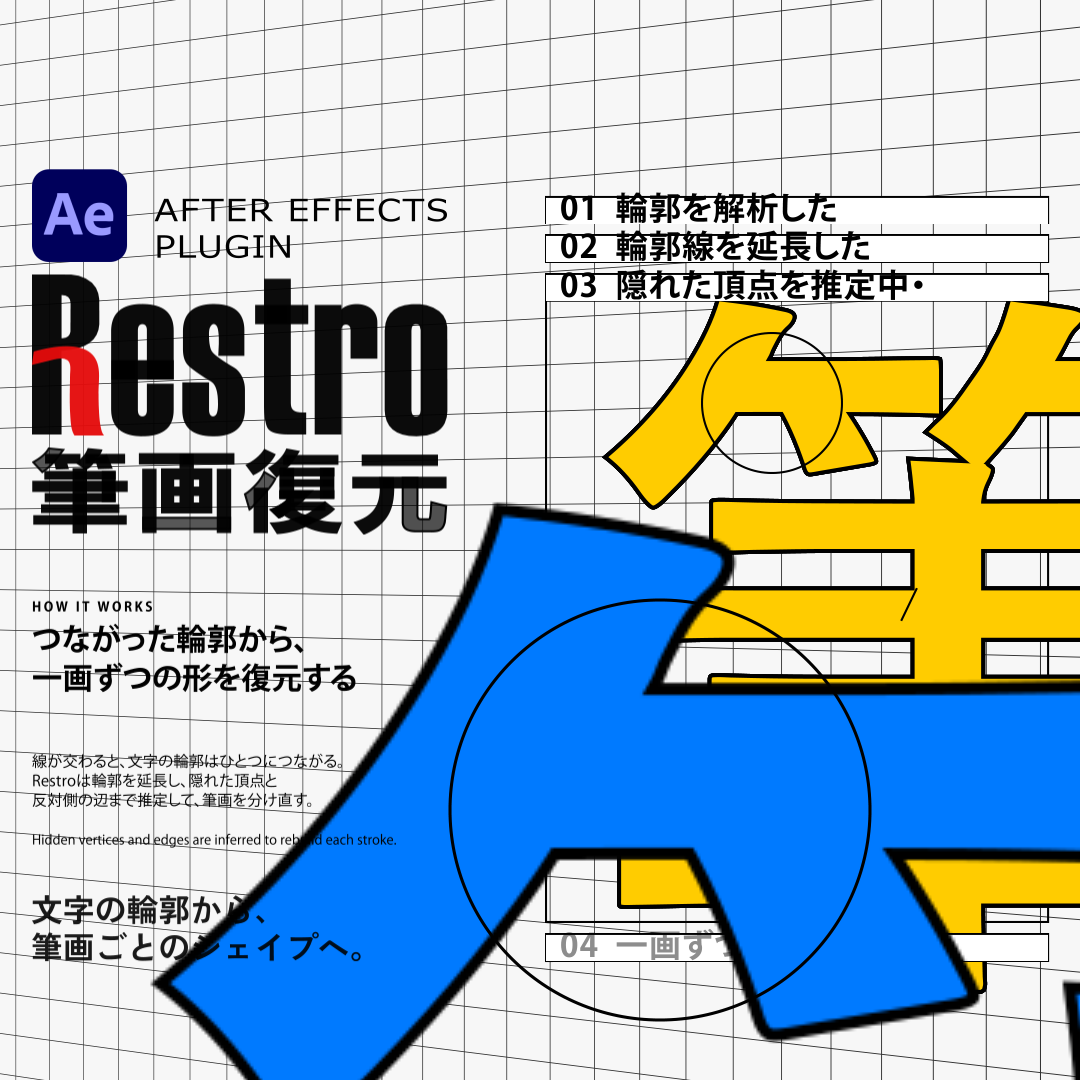 Ae
AFTER EFFECTS
PLUGIN
Restro
筆画復元
HOW IT WORKS
つながった輪郭から、
一画ずつの形を復元する
線が交わると、文字の輪郭はひとつにつながる。
Restroは輪郭を延長し、隠れた頂点と
反対側の辺まで推定して、筆画を分け直す。
Hidden vertices and edges are inferred to rebuild each stroke.
文字の輪郭から、
筆画ごとのシェイプへ。
01 輪郭を解析した
02 輪郭線を延長した
03 隠れた頂点を推定中・
04 一画ずつ